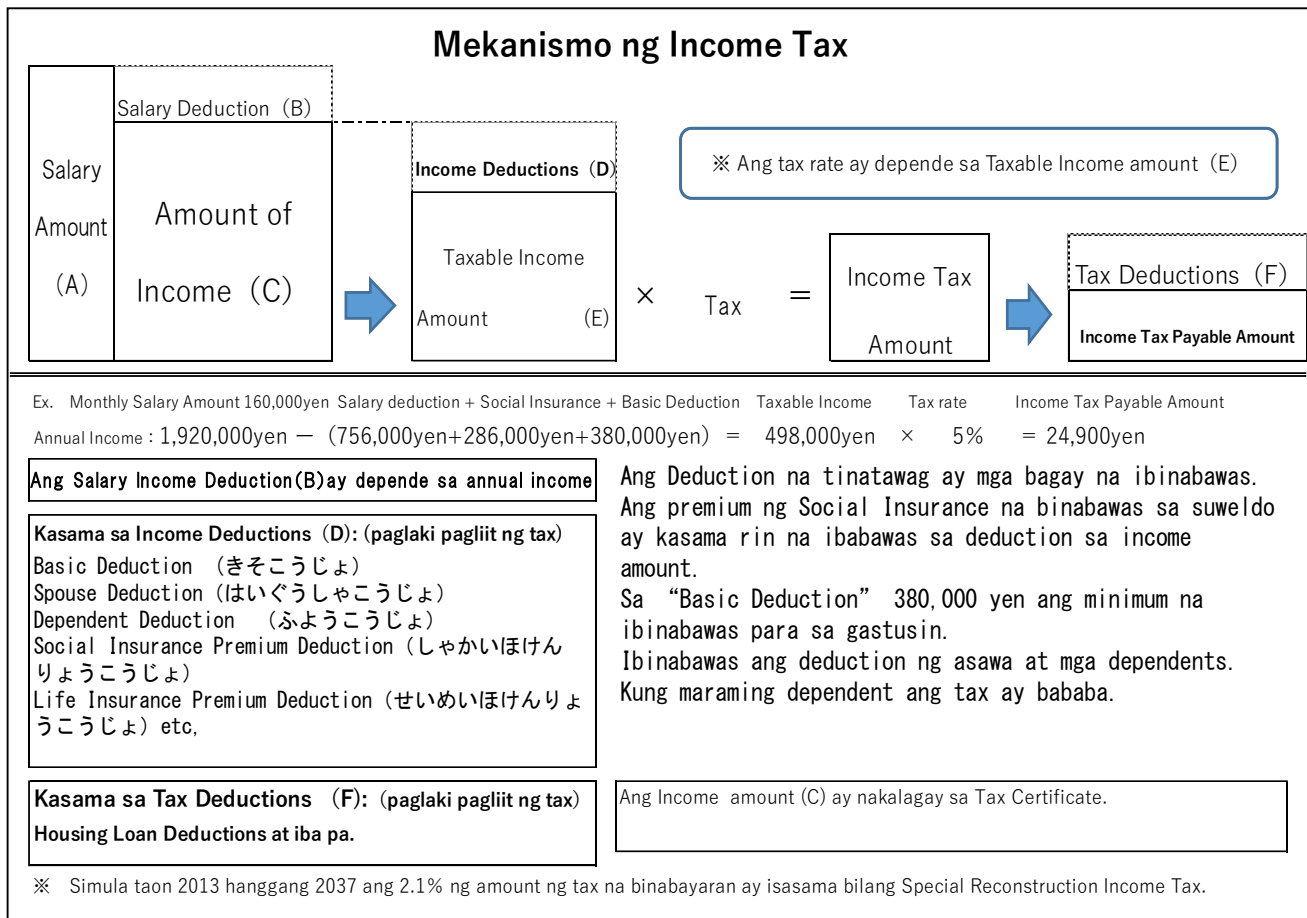 Mekanismo ng Income Tax
Salary Deduction（B）
Salary
Amount
（A）
Amount of
Income（C）
Income Deductions（D）
Taxable Income
Amount （E）
※ Ang tax rate ay depende sa Taxable Income amount（E）
×
Tax
＝
Income Tax
Amount
Tax Deductions（F）
Income Tax Payable Amount
Ex. Monthly Salary Amount 160,000yen Salary deduction + Social Insurance + Basic Deduction Taxable Income Tax rate Income Tax Payable Amount
Annual Income : 1,920,000yen － （756,000yen+286,000yen+380,000yen） ＝ 498,000yen × 5% ＝ 24,900yen
Ang Salary Income Deduction(B)ay depende sa annual income
Kasama sa Income Deductions（D）: (paglaki pagliit ng tax)
Basic Deduction （きそこうじょ）
Spouse Deduction（はいぐうしゃこうじょ）
Dependent Deduction （ふようこうじょ）
Social Insurance Premium Deduction（しゃかいほけん
りょうこうじょ）
Life Insurance Premium Deduction（せいめいほけんりょ
うこうじょ）etc,
Ang Deduction na tinatawag ay mga bagay na ibinabawas.
Ang premium ng Social Insurance na binabawas sa suweldo
ay kasama rin na ibabawas sa deduction sa income
amount.
Sa “Basic Deduction” 380,000 yen ang minimum na
ibinabawas para sa gastusin.
Ibinabawas ang deduction ng asawa at mga dependents.
Kung maraming dependent ang tax ay bababa.
Kasama sa Tax Deductions （F）: (paglaki pagliit ng tax)
Housing Loan Deductions at iba pa.
Ang Income amount (C) ay nakalagay sa Tax Certificate.
※ Simula taon 2013 hanggang 2037 ang 2.1% ng amount ng tax na binabayaran ay isasama bilang Special Reconstruction Income Tax.